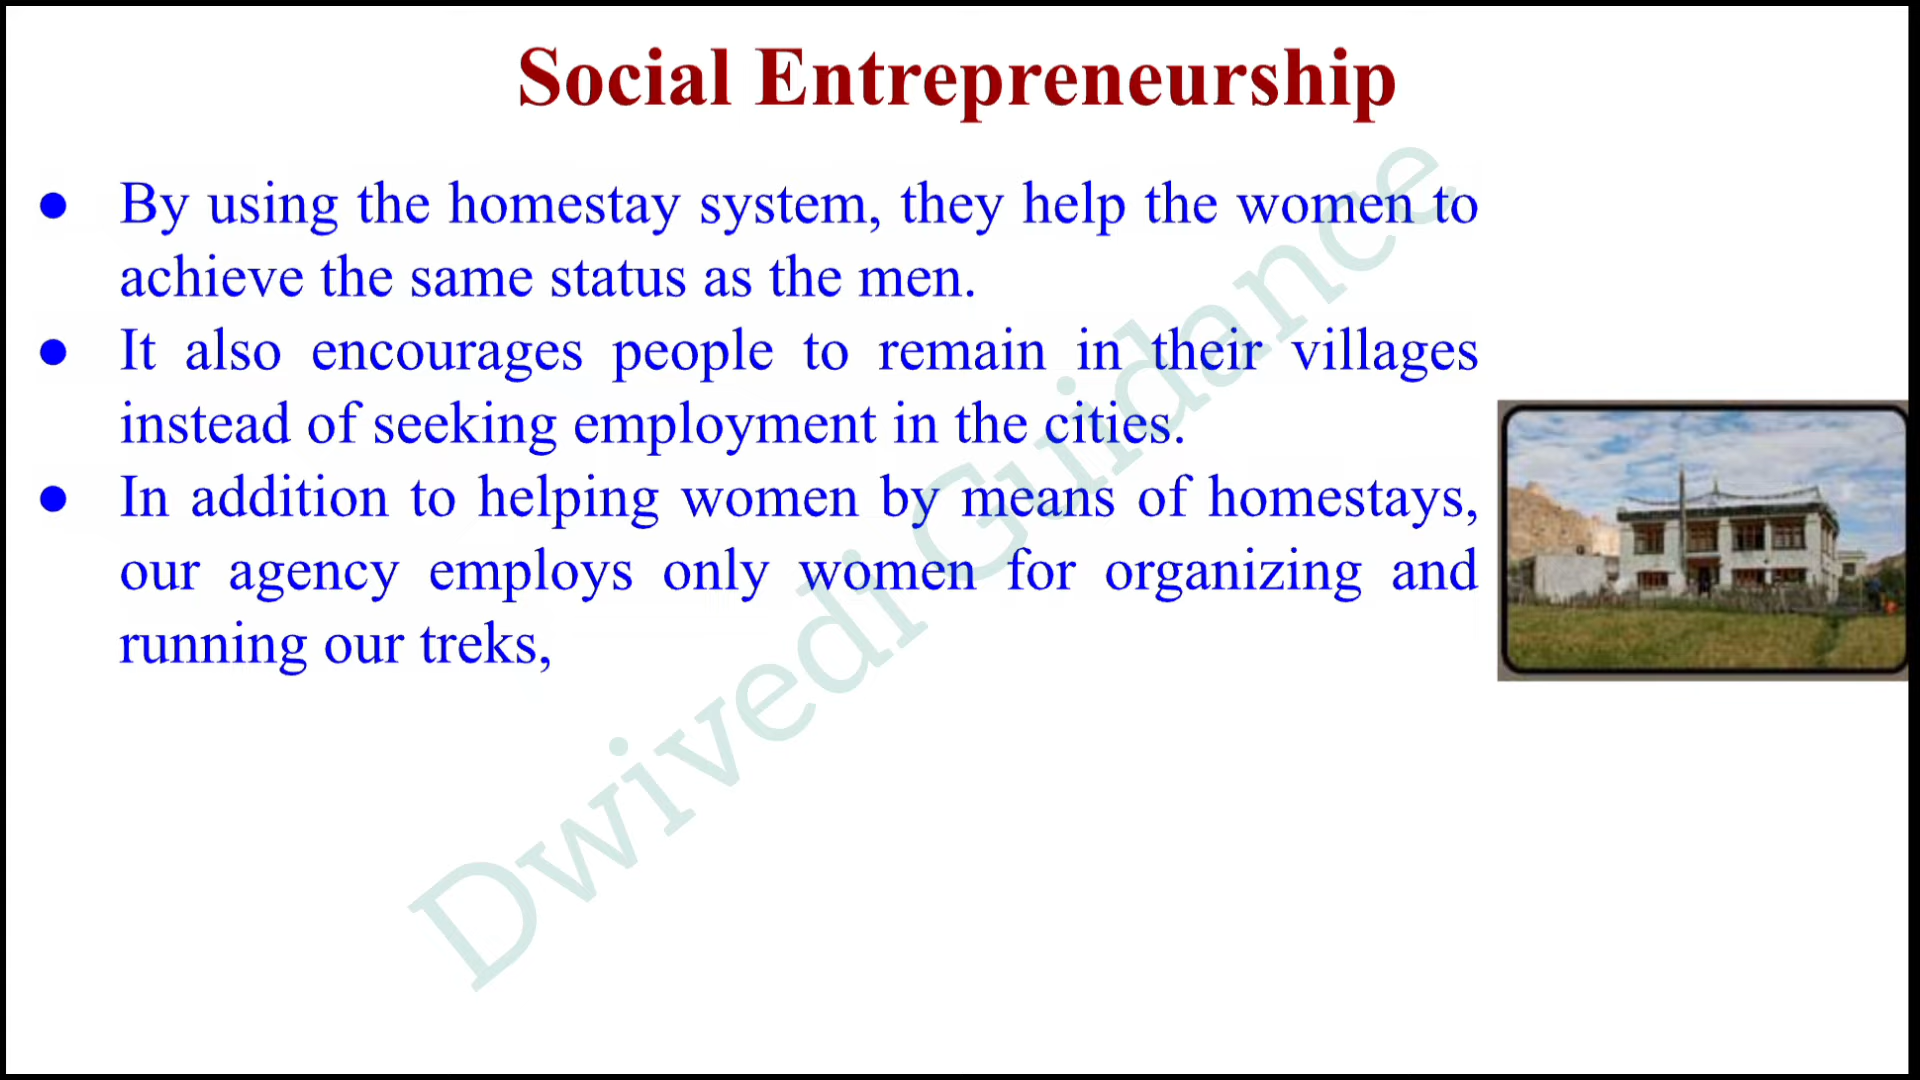 Social Entrepreneurship
● By using the homestay system, they help the women to
achieve the same status as the men.
● It also encourages people to remain in their villages
instead of seeking employment in the cities.
● In addition to helping women by means of homestays,
our agency employs only women for organizing and
running our treks,
Dwivedi Guidance